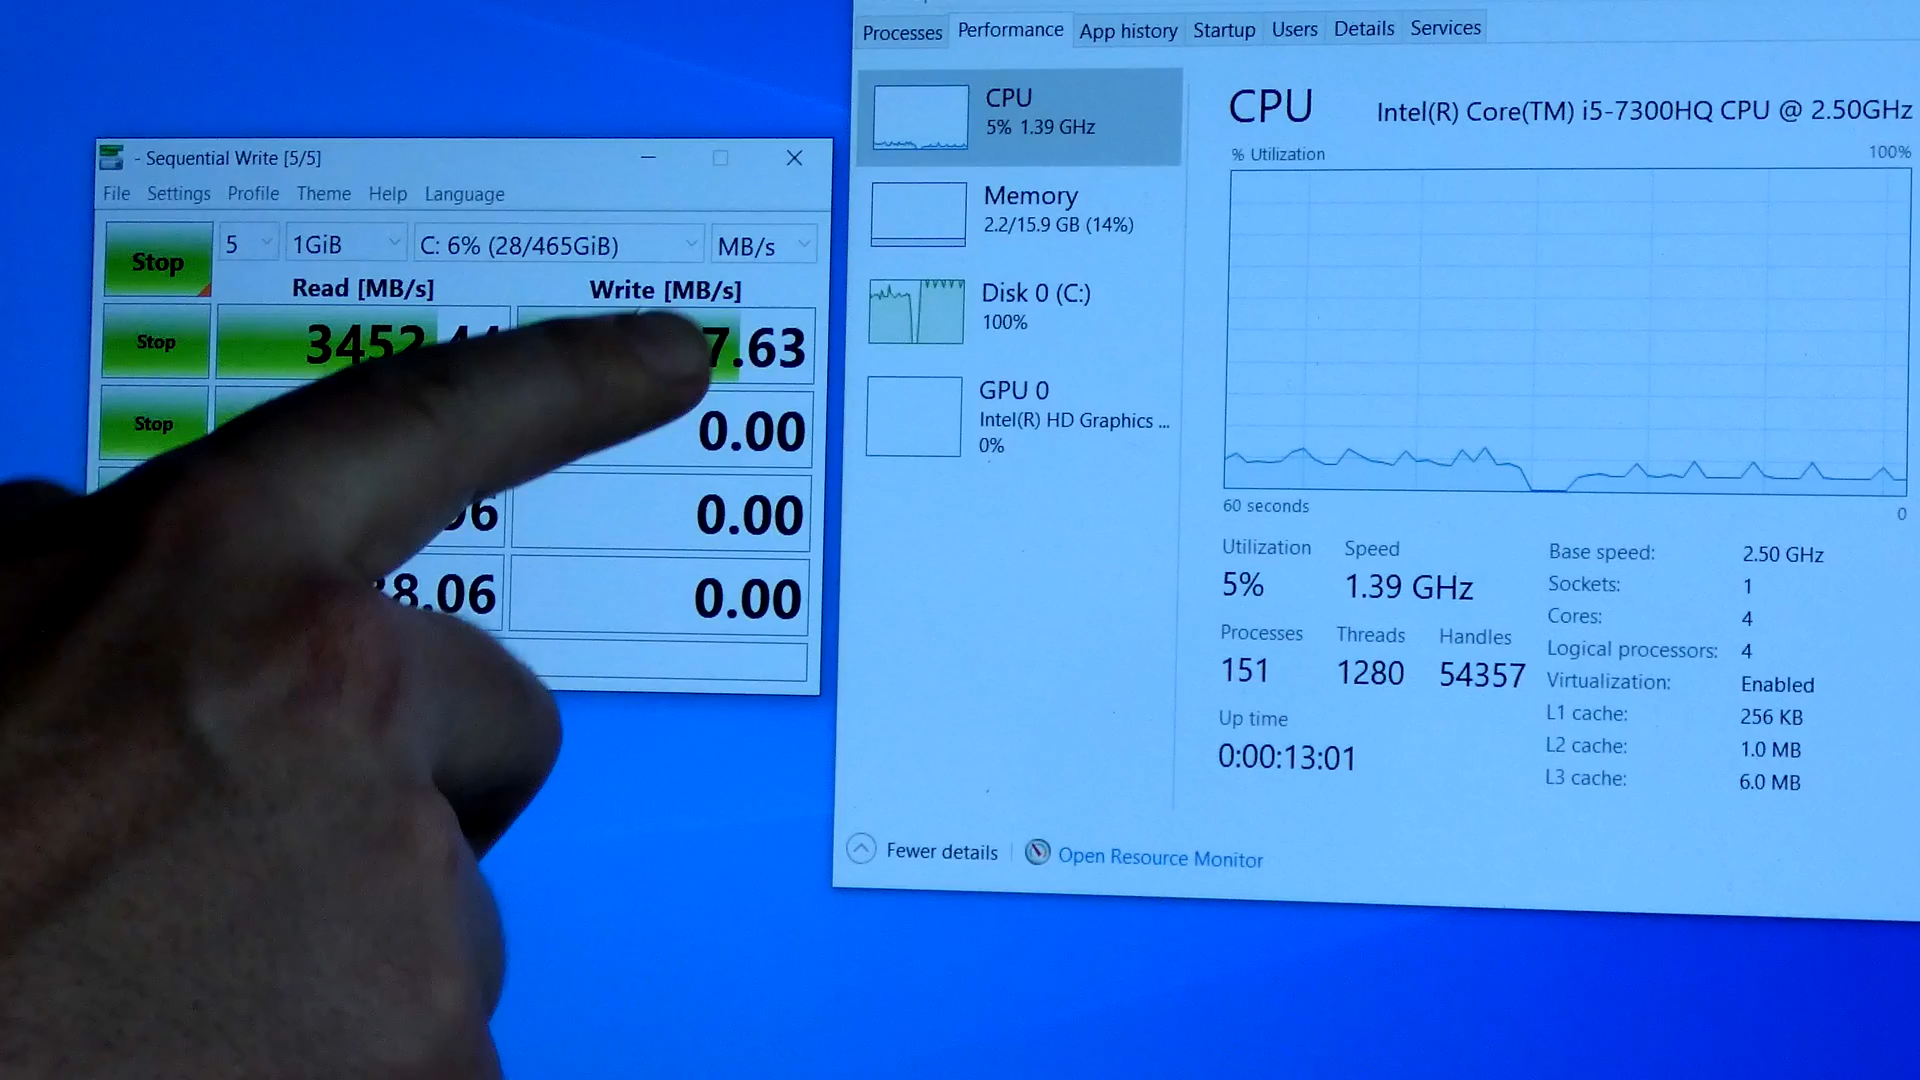 - Sequential Write [5/5]
File Settings Profile Theme Help Language
Stop 5 1GiB C: 6% (28/465GiB) MB/s
Read [MB/s] Write [MB/s]
Stop 7.63
Stop 0.00
0.00
8.06 0.00
Processes Performance App history Startup Users Details Services
CPU
5% 1.39 GHz
Memory
2.2/15.9 GB (14%)
Disk 0 (C:)
100%
GPU 0
Intel(R) HD Graphics ...
0%
CPU Intel(R) Core(TM) i5-7300HQ CPU @ 2.50GHz
% Utilization 100%
60 seconds 0
Utilization Speed
5% 1.39 GHz
Processes Threads Handles
151 1280 54357
Up time
0:00:13:01
Base speed: 2.50 GHz
Sockets: 1
Cores: 4
Logical processors: 4
Virtualization: Enabled
L1 cache: 256 KB
L2 cache: 1.0 MB
L3 cache: 6.0 MB
Fewer details Open Resource Monitor